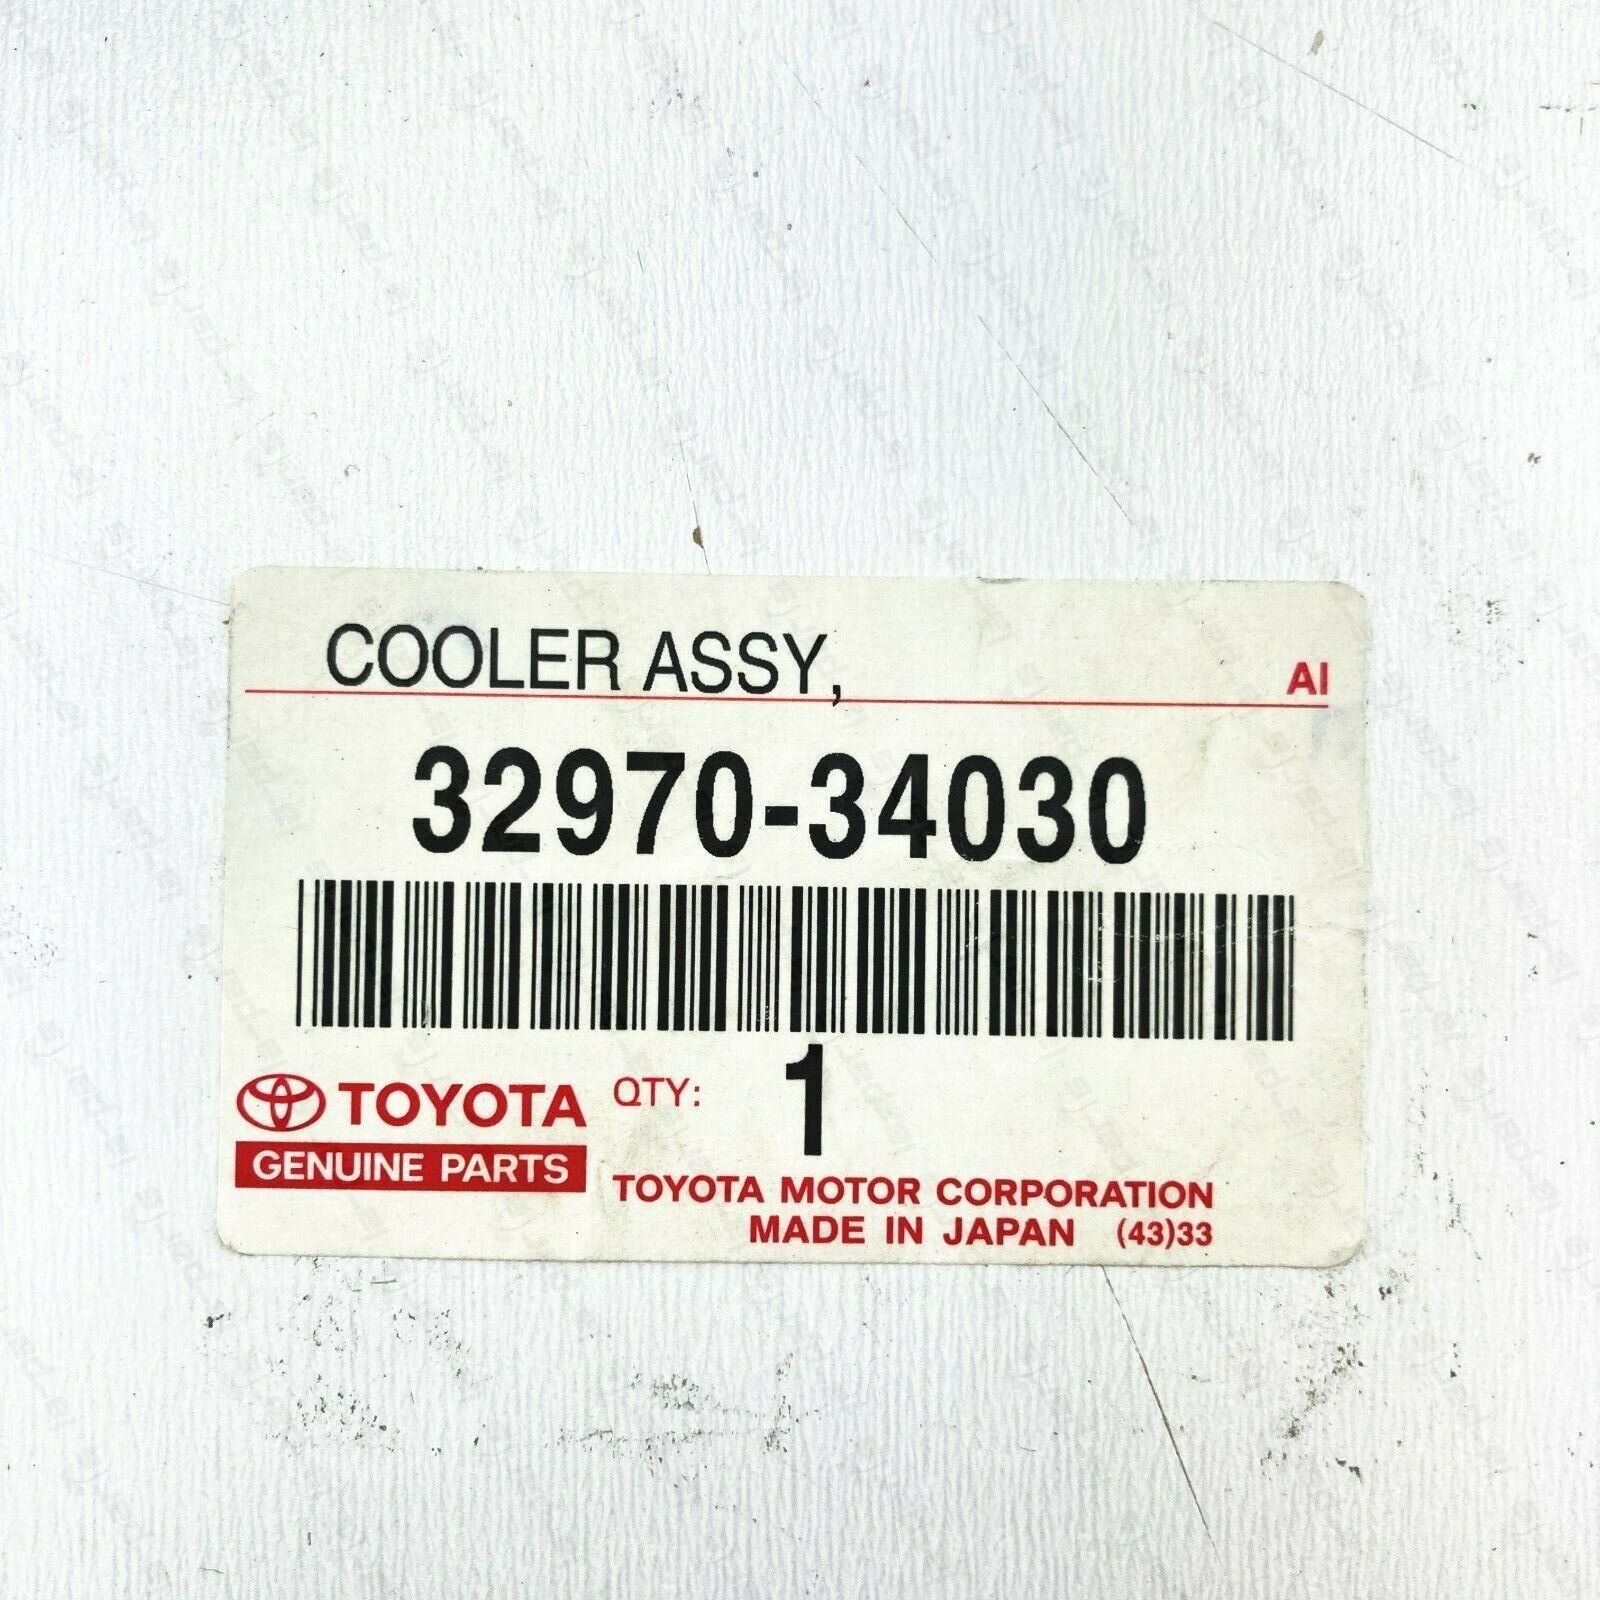 COOLER ASSY,
AI
32970-34030
TOYOTA
GENUINE PARTS
QTY: 1
TOYOTA MOTOR CORPORATION
MADE IN JAPAN (43)33